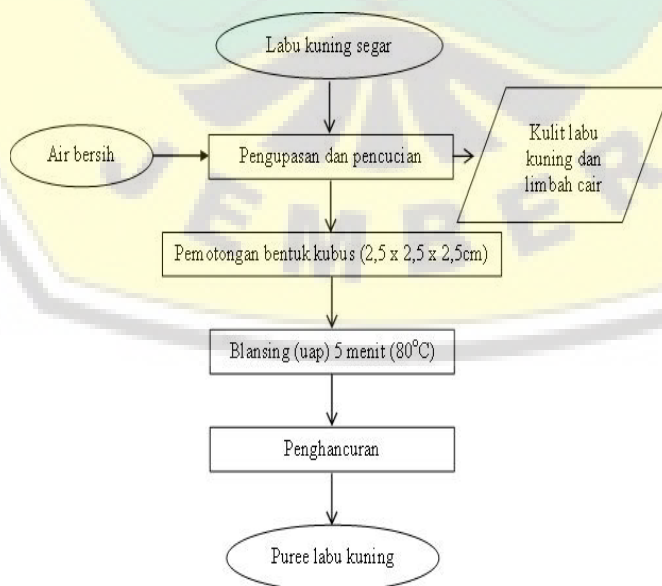 Labu kuning segar
Air bersih
Pengupasan dan pencucian
Kulit labu
kuning dan
limbah cair
JEMBER
Pemotongan bentuk kubus (2,5 x 2,5 x 2,5cm)
Blansing (uap) 5 menit (80°C)
Penghancuran
Puree labu kuning